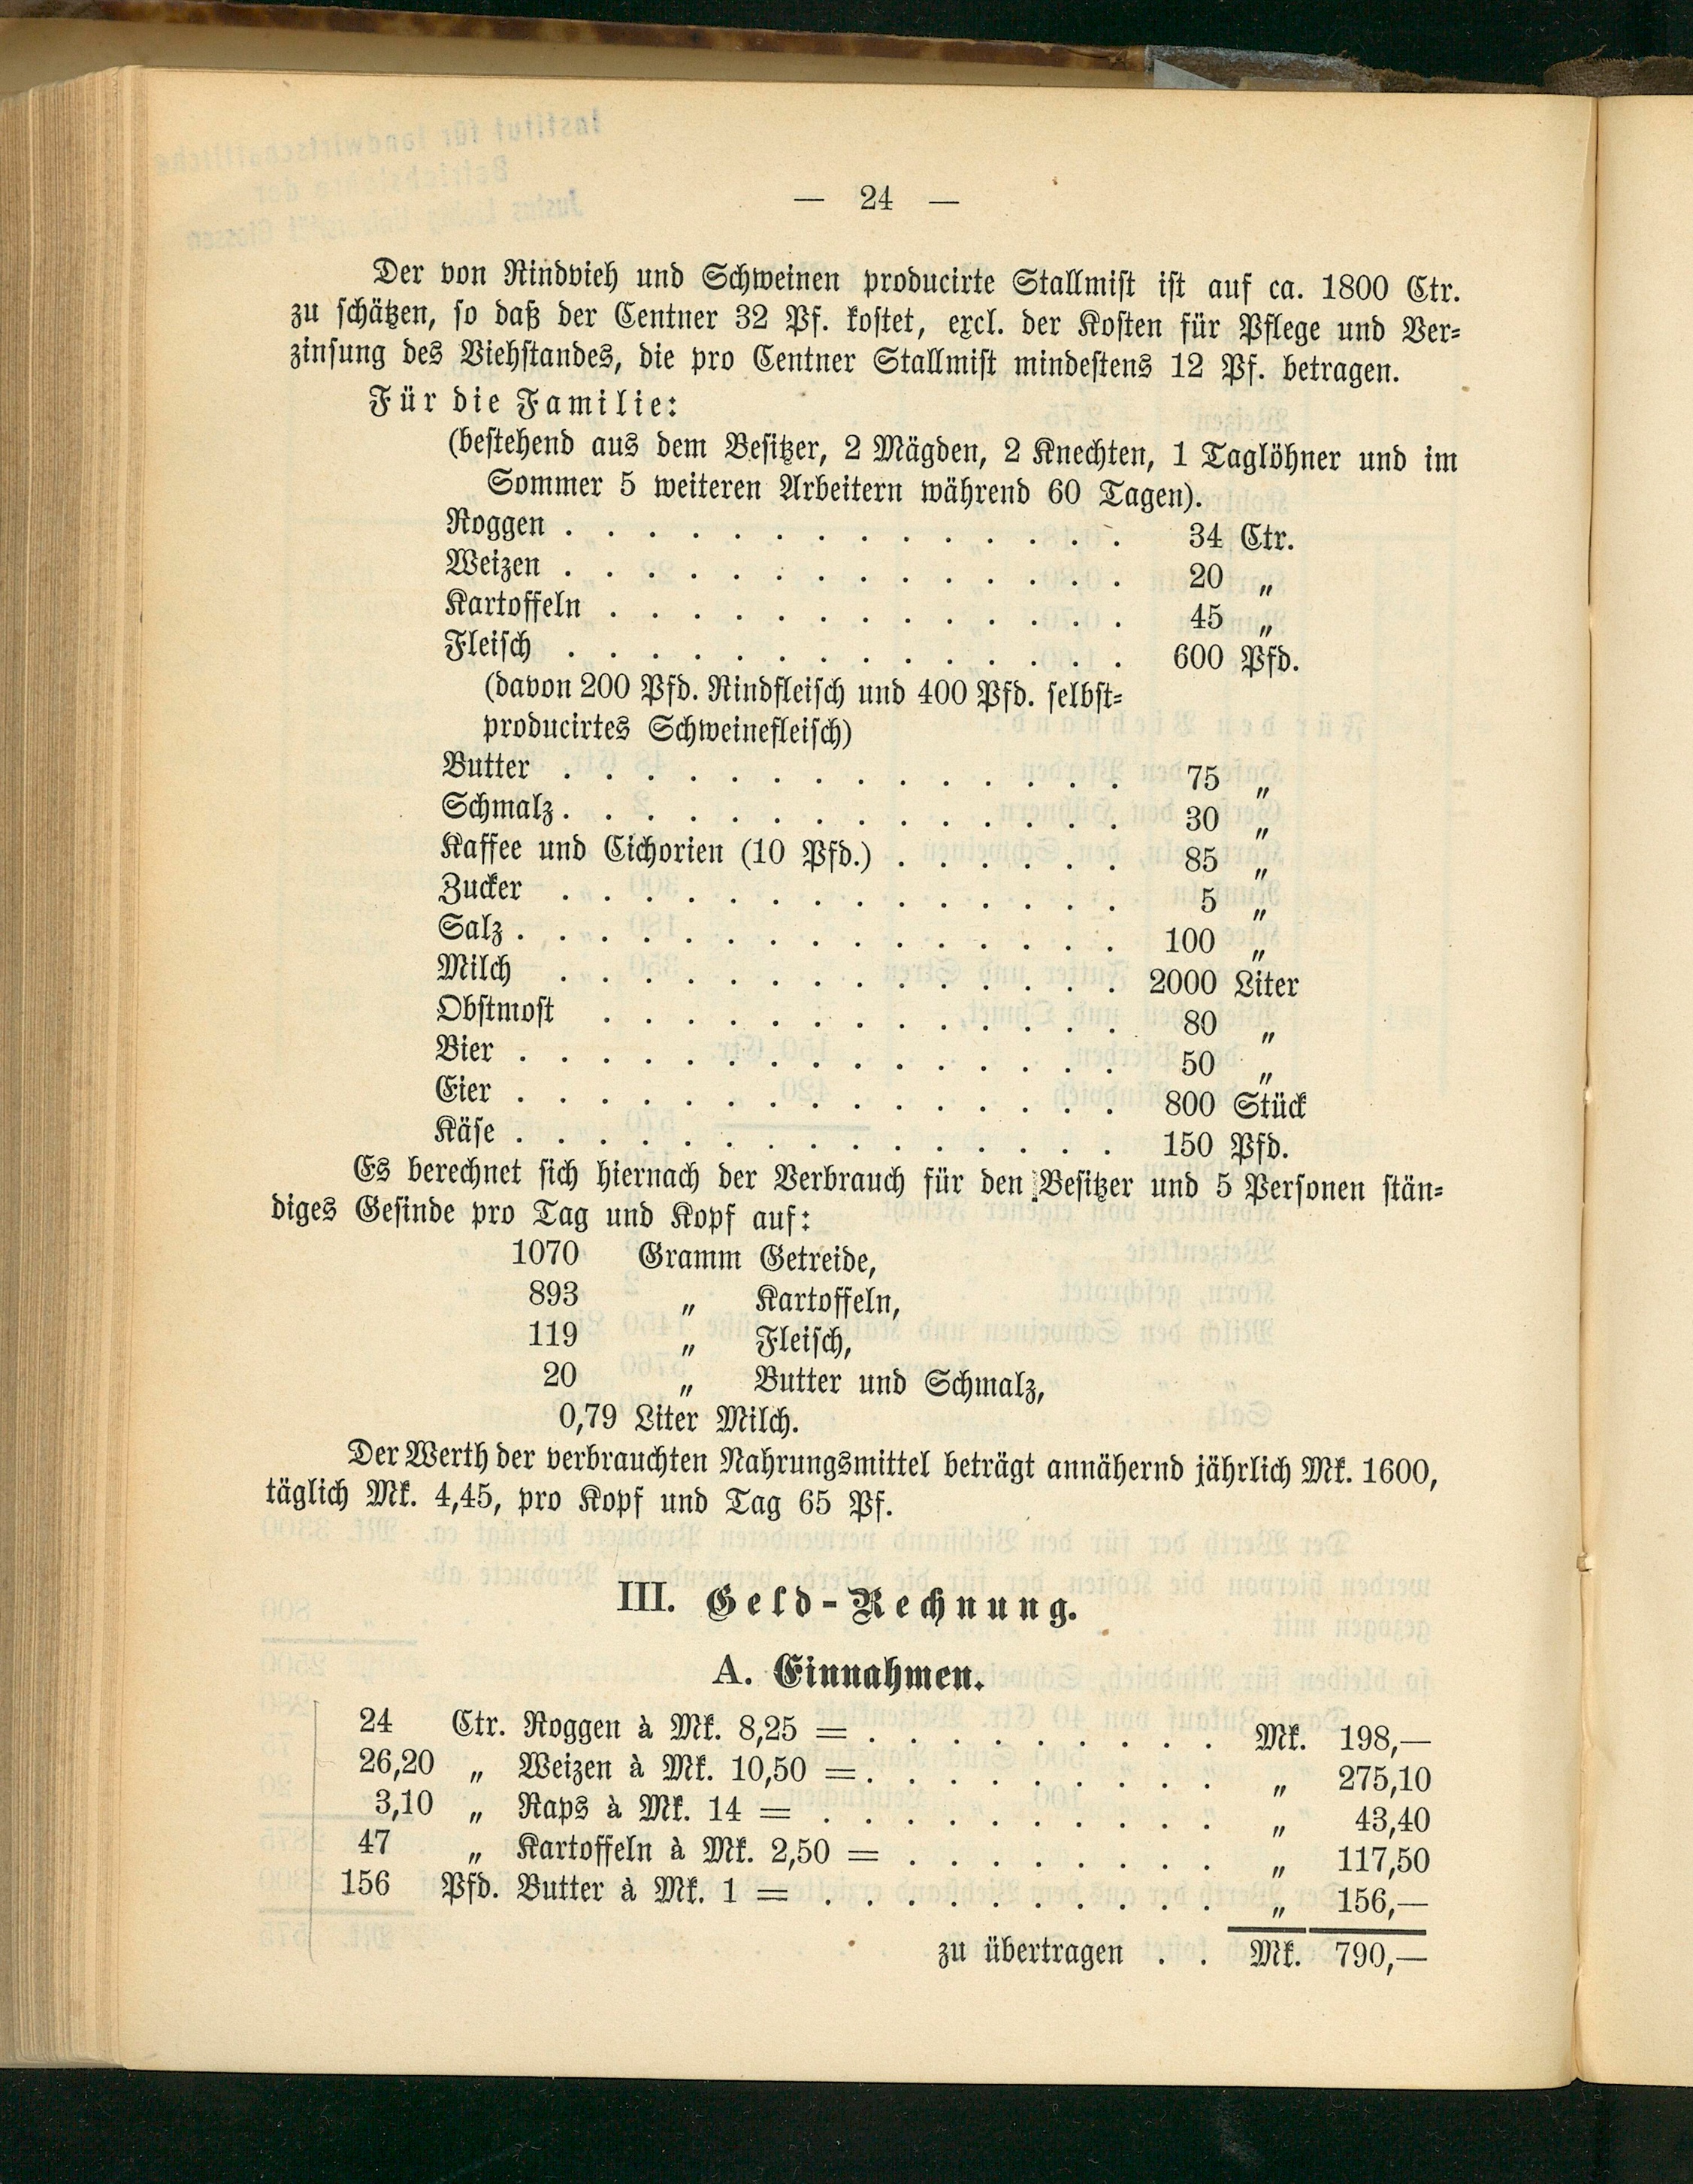 — 24 —
Der von Rindvieh und Schweinen producirte Stallmist ist auf ca. 1800 Ctr.
zu schätzen, so daß der Centner 32 Pf. kostet, excl. der Kosten für Pflege und Ver-
zinsung des Viehstandes, die pro Centner Stallmist mindestens 12 Pf. betragen.
Für die Familie:
(bestehend aus dem Besitzer, 2 Mägden, 2 Knechten, 1 Taglöhner und im
Sommer 5 weiteren Arbeitern während 60 Tagen).
Roggen . . . . . . . . . . . . . . 34 Ctr.
Weizen . . . . . . . . . . . . . . 20 „
Kartoffeln . . . . . . . . . . . . . 45 „
Fleisch . . . . . . . . . . . . . . 600 Pfd.
(davon 200 Pfd. Rindfleisch und 400 Pfd. selbst-
producirtes Schweinefleisch)
Butter . . . . . . . . . . . . . . 75 „
Schmalz . . . . . . . . . . . . . . 30 „
Kaffee und Cichorien (10 Pfd.) . . . . . . 85 „
Zucker . . . . . . . . . . . . . . 5 „
Salz . . . . . . . . . . . . . . . 100 „
Milch . . . . . . . . . . . . . . 2000 Liter
Obstmost . . . . . . . . . . . . . 80 „
Bier . . . . . . . . . . . . . . . 50 „
Eier . . . . . . . . . . . . . . . 800 Stück
Käse . . . . . . . . . . . . . . . 150 Pfd.
Es berechnet sich hiernach der Verbrauch für den Besitzer und 5 Personen stän-
diges Gesinde pro Tag und Kopf auf:
1070 Gramm Getreide,
893 „ Kartoffeln,
119 „ Fleisch,
20 „ Butter und Schmalz,
0,79 Liter Milch.
Der Werth der verbrauchten Nahrungsmittel beträgt annähernd jährlich Mk. 1600,
täglich Mk. 4,45, pro Kopf und Tag 65 Pf.
III. Geld-Rechnung.
A. Einnahmen.
24 Ctr. Roggen à Mk. 8,25 = . . . . . . . . . Mk. 198,—
26,20 „ Weizen à Mk. 10,50 = . . . . . . . . . „ 275,10
3,10 „ Raps à Mk. 14 = . . . . . . . . . . „ 43,40
47 „ Kartoffeln à Mk. 2,50 = . . . . . . . . „ 117,50
156 Pfd. Butter à Mk. 1 = . . . . . . . . . . „ 156,—
zu übertragen . . Mk. 790,—